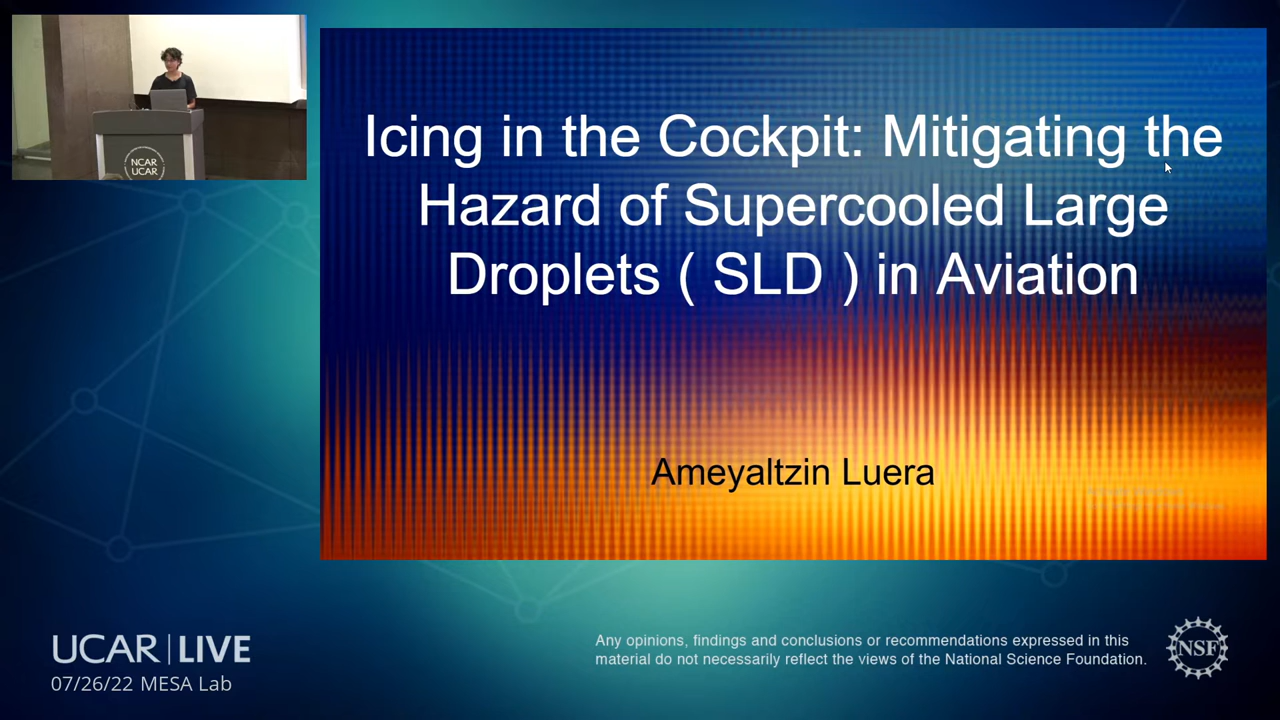 NCAR
UCAR
Icing in the Cockpit: Mitigating the
Hazard of Supercooled Large
Droplets ( SLD ) in Aviation
Ameyaltzin Luera
UCAR | LIVE
07/26/22 MESA Lab
Any opinions, findings and conclusions or recommendations expressed in this
material do not necessarily reflect the views of the National Science Foundation.
NSF